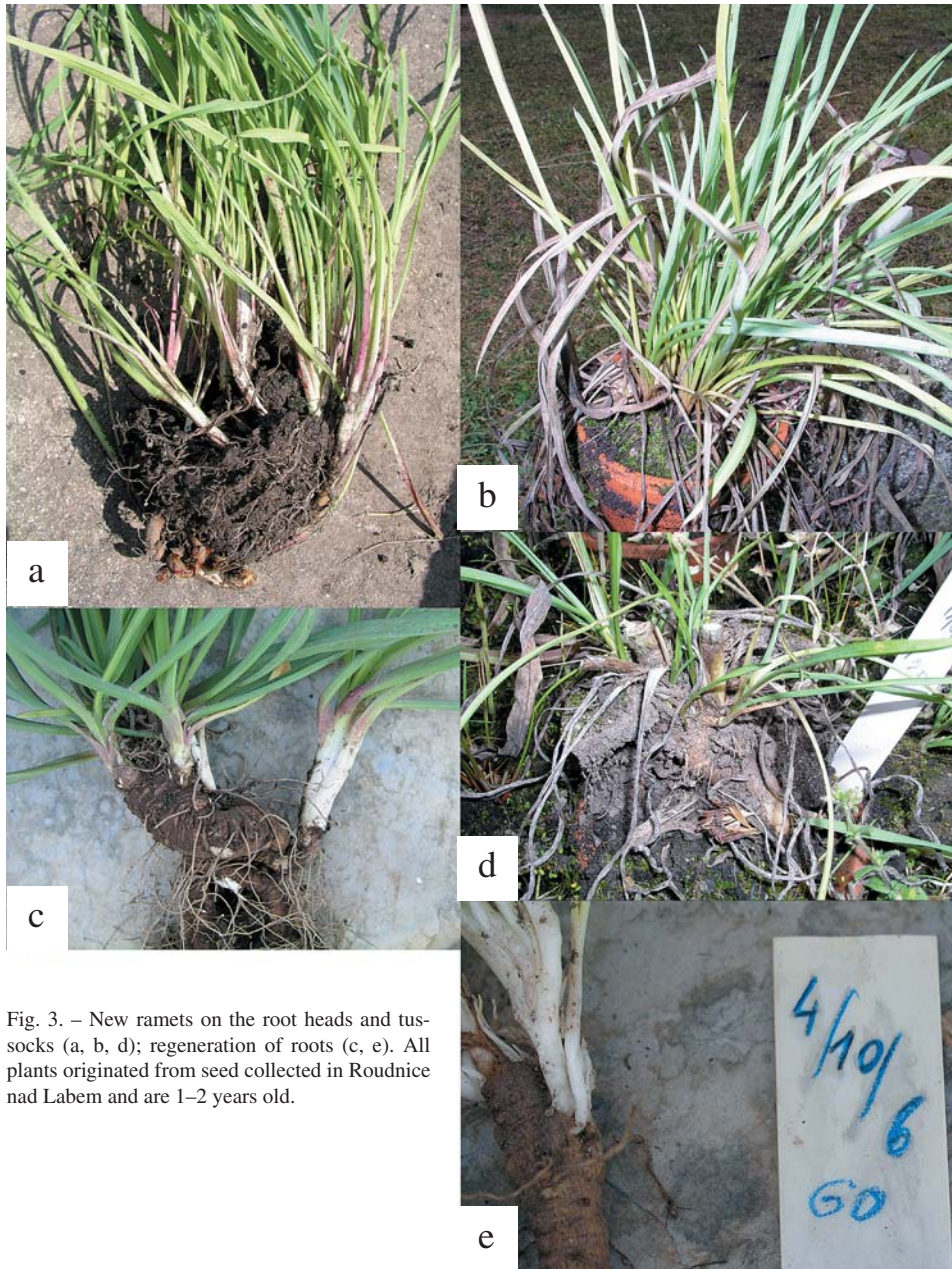 a
b
c
d
Fig. 3. – New ramets on the root heads and tus-
socks (a, b, d); regeneration of roots (c, e). All
plants originated from seed collected in Roudnice
nad Labem and are 1–2 years old.
4/10/
6
GO
e